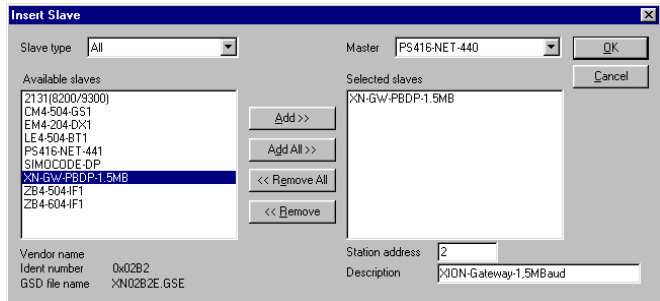 Insert Slave
Slave type All
Master PS416-NET-440
OK
Cancel
Available slaves
2131(8200/9300)
CM4-504-GS1
EM4-204-DX1
LE4-504-BT1
PS416-NET-441
SIMOCODE-DP
XN-GW-PBDP-1.5MB
ZB4-504-IF1
ZB4-604-IF1
Add >>
Add All >>
<< Remove All
<< Remove
Selected slaves
XN-GW-PBDP-1.5MB
Vendor name
Ident number 0x02B2
GSD file name XN02B2E.GSE
Station address 2
Description XION-Gateway-1,5MBaud